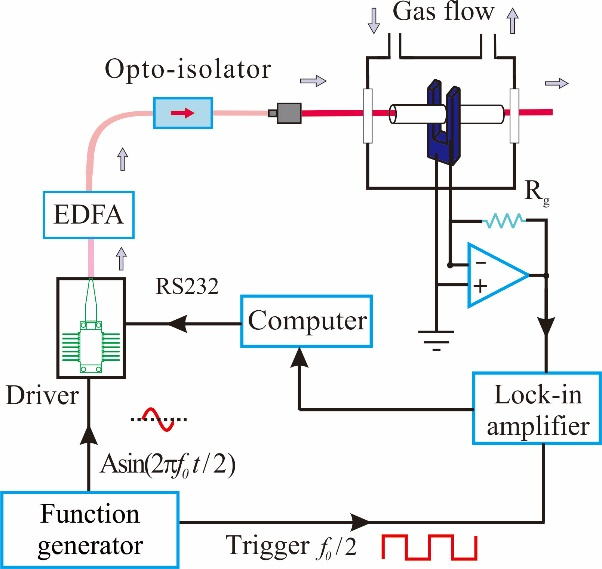 Gas flow
Opto-isolator
R_g
EDFA
RS232
− 
+
Computer
Driver
Lock-in
amplifier
Asin(2πf₀t/2)
Function
generator
Trigger f₀/2